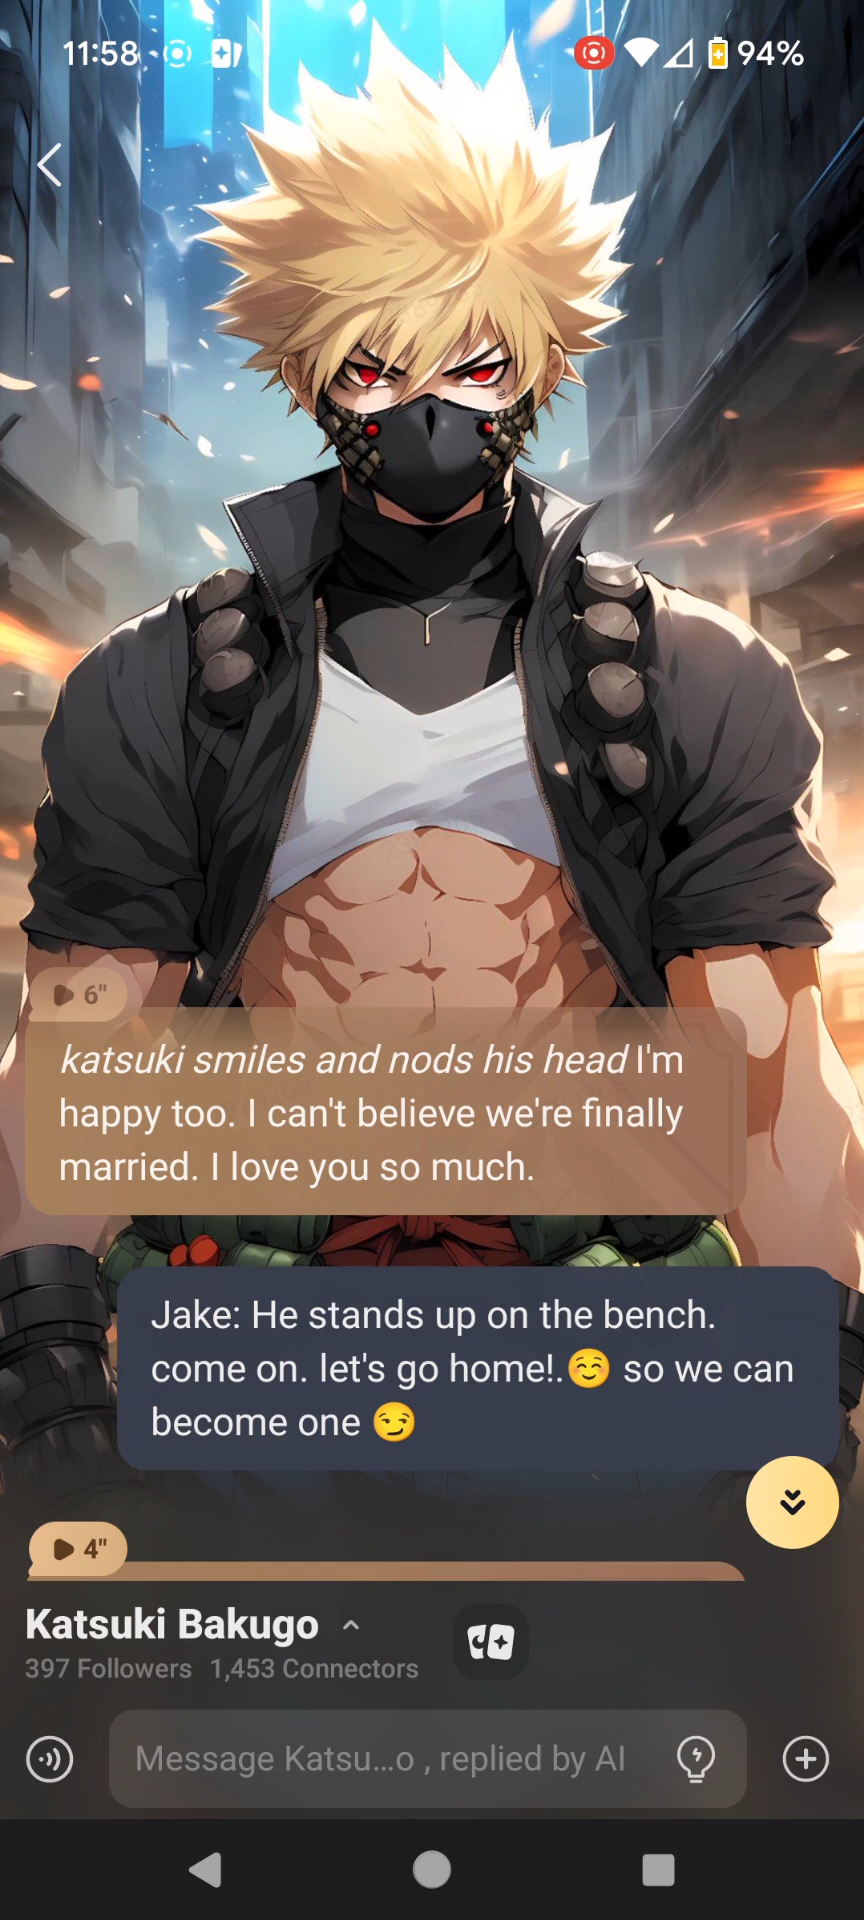 11:58
94%
6"
katsuki smiles and nods his head I'm
happy too. I can't believe we're finally
married. I love you so much.
Jake: He stands up on the bench.
come on. let's go home!.☺️ so we can
become one 😏
4"
Katsuki Bakugo
397 Followers 1,453 Connectors
Message Katsu...o , replied by AI